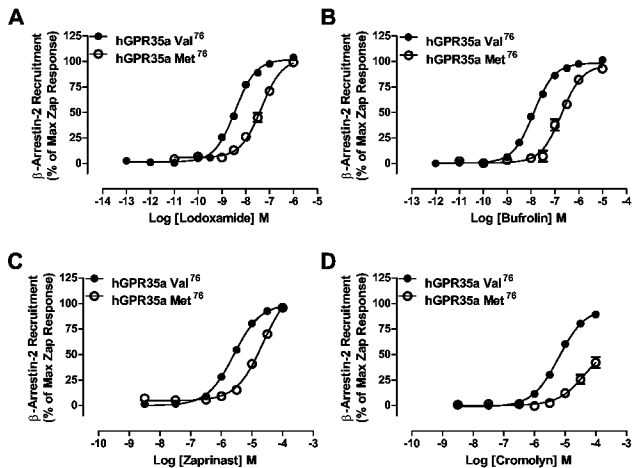 A
β-Arrestin-2 Recruitment
(% of Max Zap Response)
125
100
75
50
25
0
hGPR35a Val76
hGPR35a Met76
-14 -13 -12 -11 -10 -9 -8 -7 -6 -5
Log [Lodoxamide] M
B
β-Arrestin-2 Recruitment
(% of Max Zap Response)
125
100
75
50
25
0
hGPR35a Val76
hGPR35a Met76
-13 -12 -11 -10 -9 -8 -7 -6 -5 -4
Log [Bufrolin] M
C
β-Arrestin-2 Recruitment
(% of Max Zap Response)
125
100
75
50
25
0
hGPR35a Val76
hGPR35a Met76
-10 -9 -8 -7 -6 -5 -4 -3
Log [Zaprinast] M
D
β-Arrestin-2 Recruitment
(% of Max Zap Response)
125
100
75
50
25
0
hGPR35a Val76
hGPR35a Met76
-10 -9 -8 -7 -6 -5 -4 -3
Log [Cromolyn] M